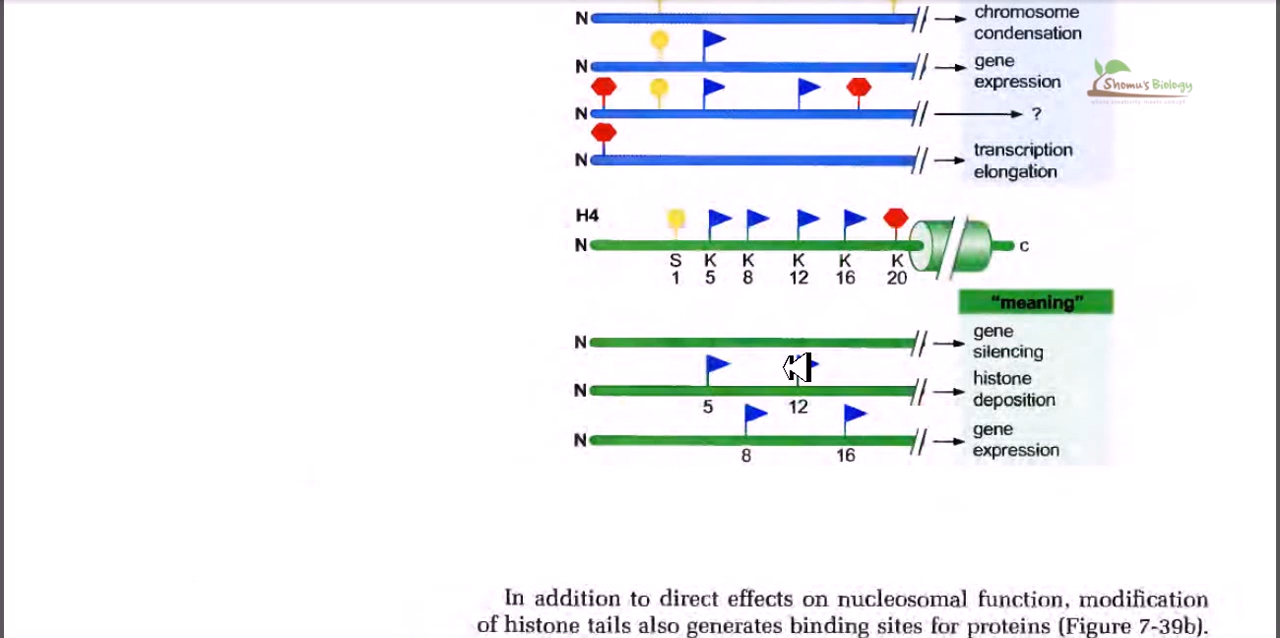 N
chromosome
condensation
N
gene
expression
Shomu's Biology
N
?
N
transcription
elongation
H4
N
C
S K K K K K
1 5 8 12 16 20
"meaning"
N
gene
silencing
N
histone
deposition
5 12
N
gene
expression
8 16
In addition to direct effects on nucleosomal function, modification
of histone tails also generates binding sites for proteins (Figure 7-39b).